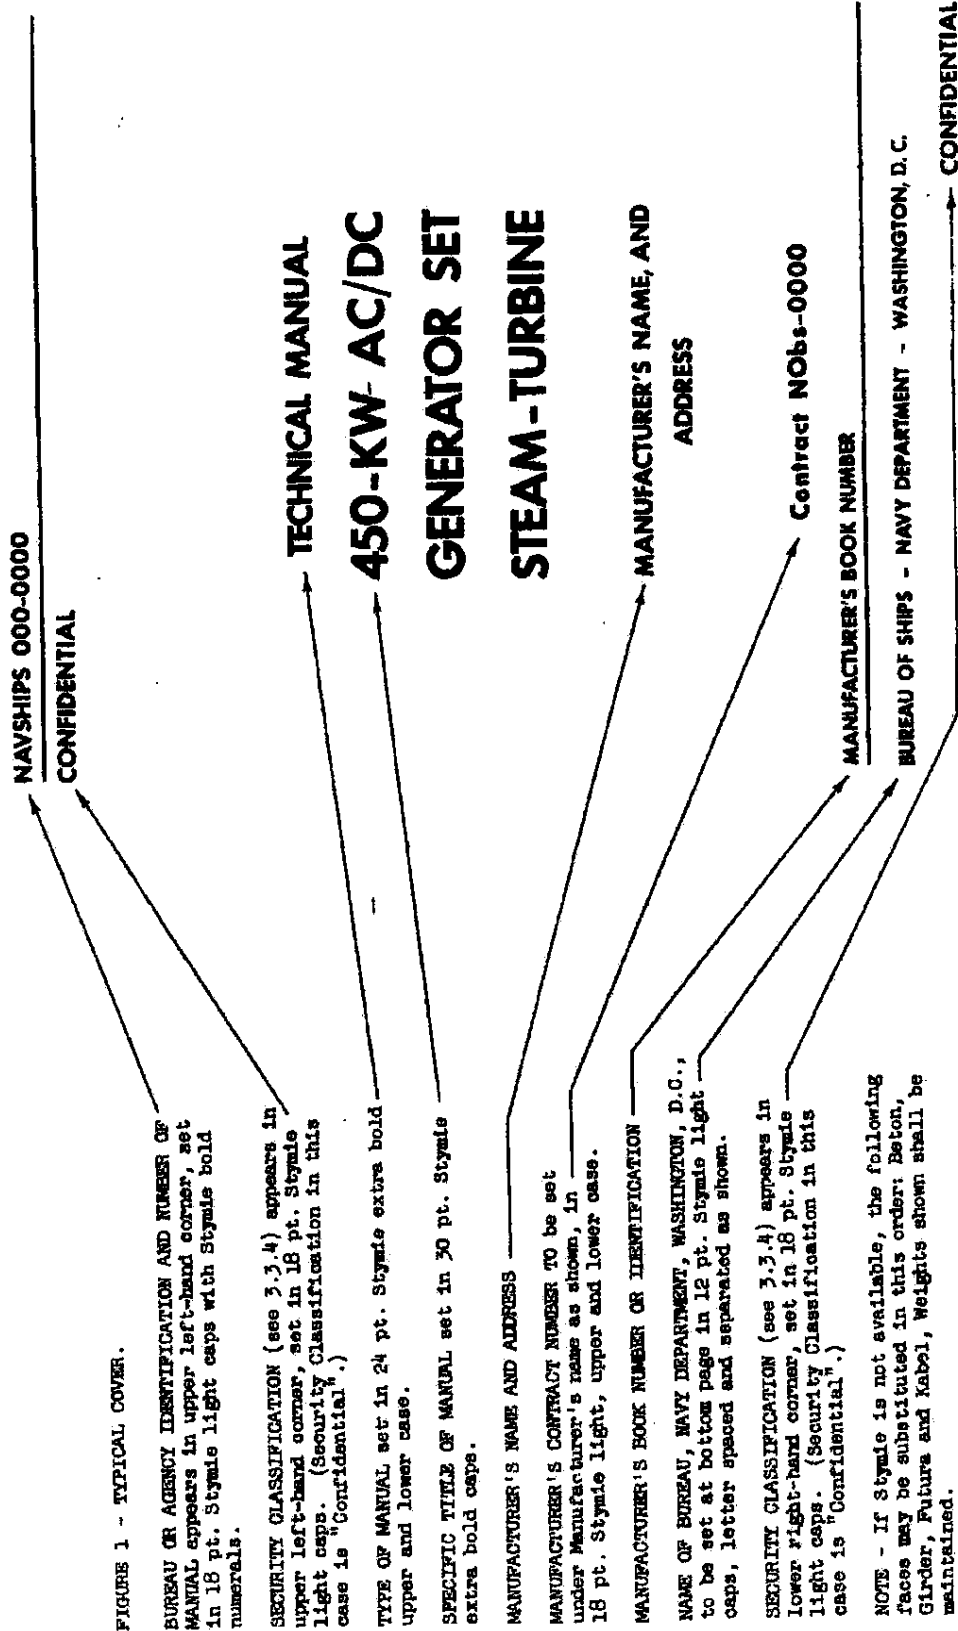 FIGURE 1 - TYPICAL COVER.
BUREAU OR AGENCY IDENTIFICATION AND NUMBER OF
MANUAL appears in upper left-hand corner, set
in 18 pt. Stymie light caps with Stymie bold
numerals.
SECURITY CLASSIFICATION (see 3.3.4) appears in
upper left-hand corner, set in 18 pt. Stymie
light caps. (Security Classification in this
case is "Confidential".)
TYPE OF MANUAL set in 24 pt. Stymie extra bold
upper and lower case.
SPECIFIC TITLE OF MANUAL set in 30 pt. Stymie
extra bold caps.
MANUFACTURER'S NAME AND ADDRESS
MANUFACTURER'S CONTRACT NUMBER TO be set
under Manufacturer's name as shown, in
18 pt. Stymie light, upper and lower case.
MANUFACTURER'S BOOK NUMBER OR IDENTIFICATION
NAME OF BUREAU, NAVY DEPARTMENT, WASHINGTON, D.C.,
to be set at bottom page in 12 pt. Stymie light
caps, letter spaced and separated as shown.
SECURITY CLASSIFICATION (see 3.3.4) appears in
lower right-hand corner, set in 18 pt. Stymie
light caps. (Security Classification in this
case is "Confidential".)
NOTE - If Stymie is not available, the following
faces may be substituted in this order: Beton,
Girder, Futura and Kabel, Weights shown shall be
maintained.
NAVSHIPS 000-0000
CONFIDENTIAL
TECHNICAL MANUAL
450-KW- AC/DC
GENERATOR SET
STEAM-TURBINE
MANUFACTURER'S NAME, AND
ADDRESS
Contract NObs-0000
MANUFACTURER'S BOOK NUMBER
BUREAU OF SHIPS - NAVY DEPARTMENT - WASHINGTON, D.C.
CONFIDENTIAL